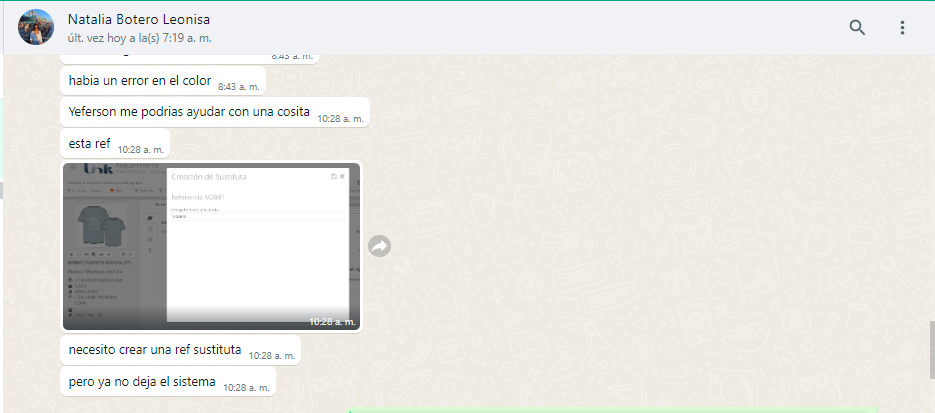 Natalia Botero Leonisa
últ. vez hoy a la(s) 7:19 a. m.
8:43 a. m.
habia un error en el color 8:43 a. m.
Yeferson me podrias ayudar con una cosita 10:28 a. m.
esta ref 10:28 a. m.
Creación de Sustituta
Referencia M2881
10:28 a. m.
necesito crear una ref sustituta 10:28 a. m.
pero ya no deja el sistema 10:28 a. m.